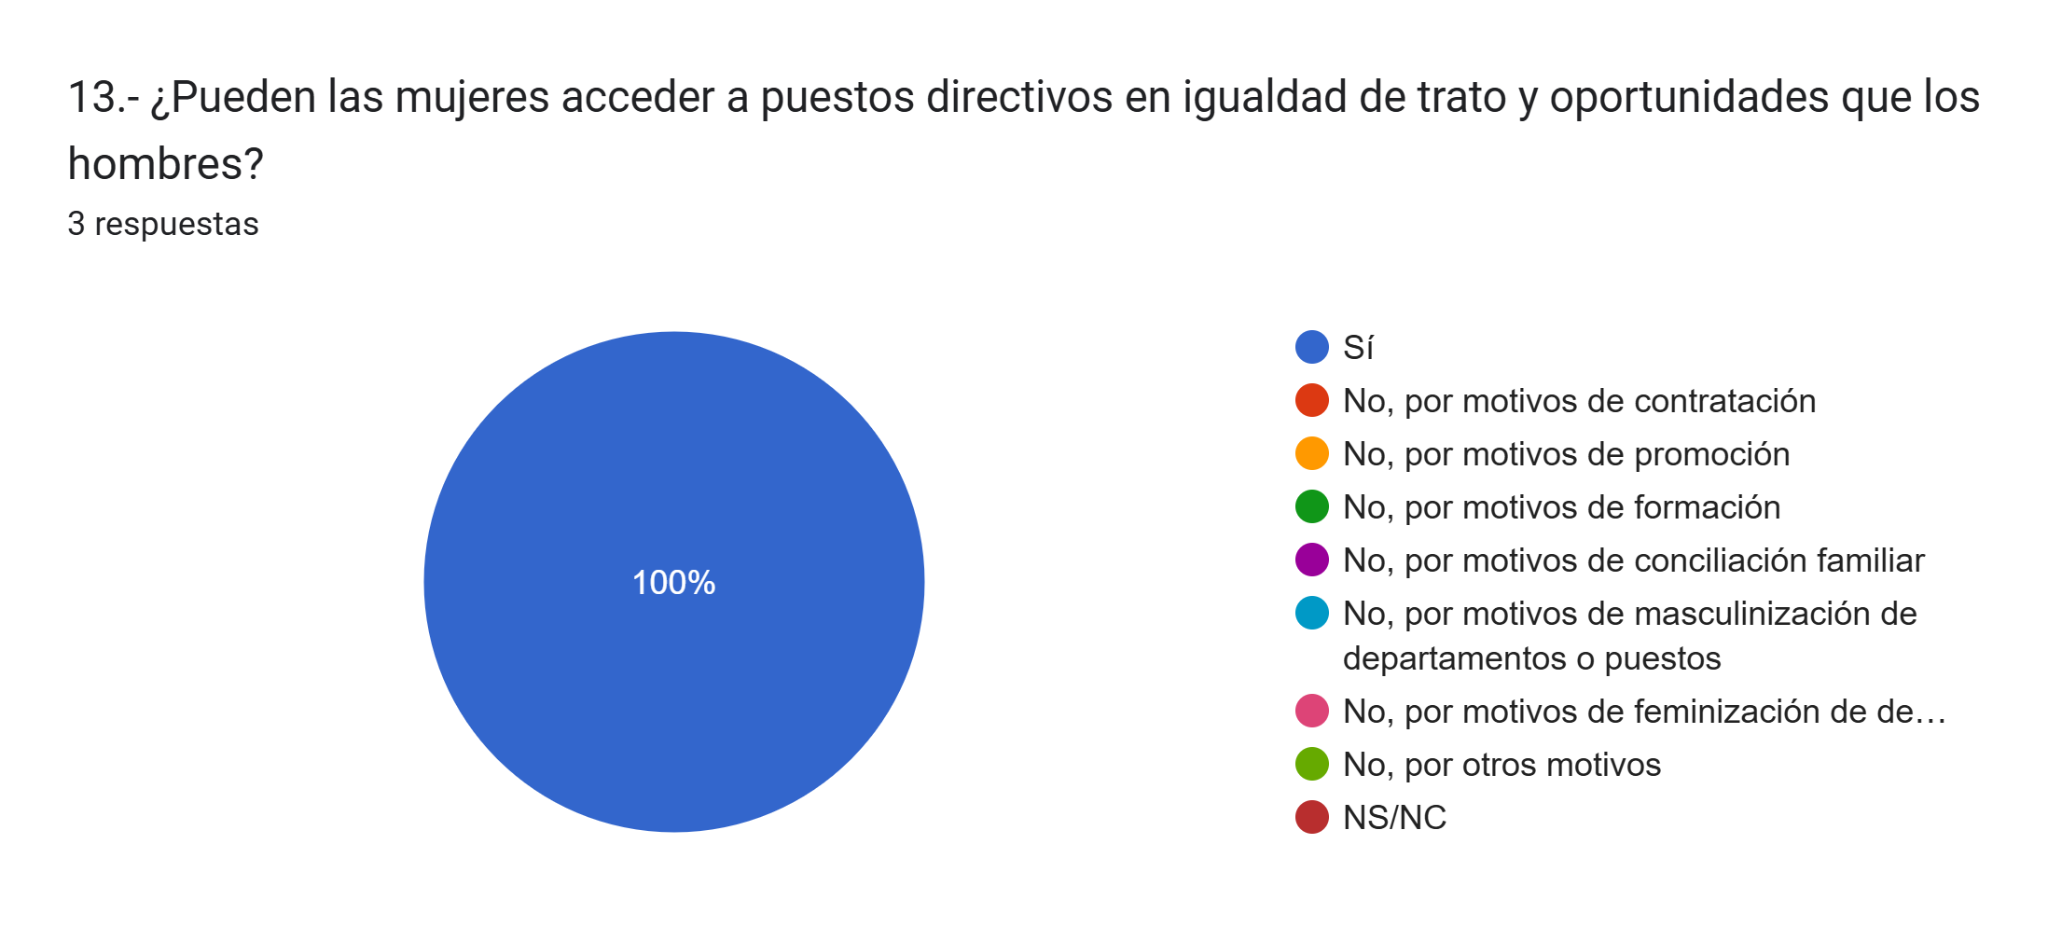 13.- ¿Pueden las mujeres acceder a puestos directivos en igualdad de trato y oportunidades que los
hombres?
3 respuestas
100%
Sí
No, por motivos de contratación
No, por motivos de promoción
No, por motivos de formación
No, por motivos de conciliación familiar
No, por motivos de masculinización de
departamentos o puestos
No, por motivos de feminización de de…
No, por otros motivos
NS/NC